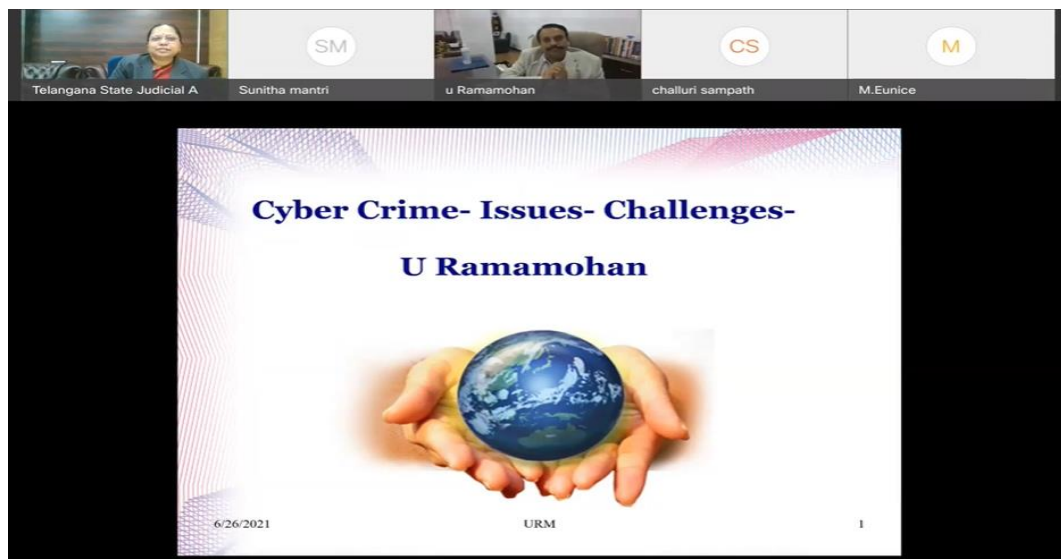 SM
CS
M
Telangana State Judicial A
Sunitha mantri
u Ramamohan
challuri sampath
M.Eunice
Cyber Crime- Issues- Challenges-
U Ramamohan
6/26/2021
URM
1